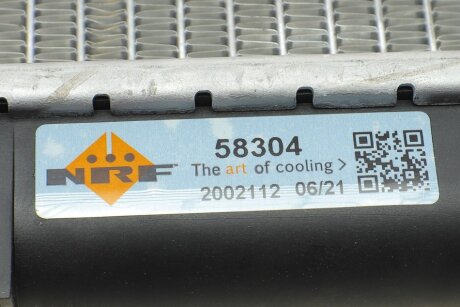 NRF
58304
The art of cooling >
2002112 06/21